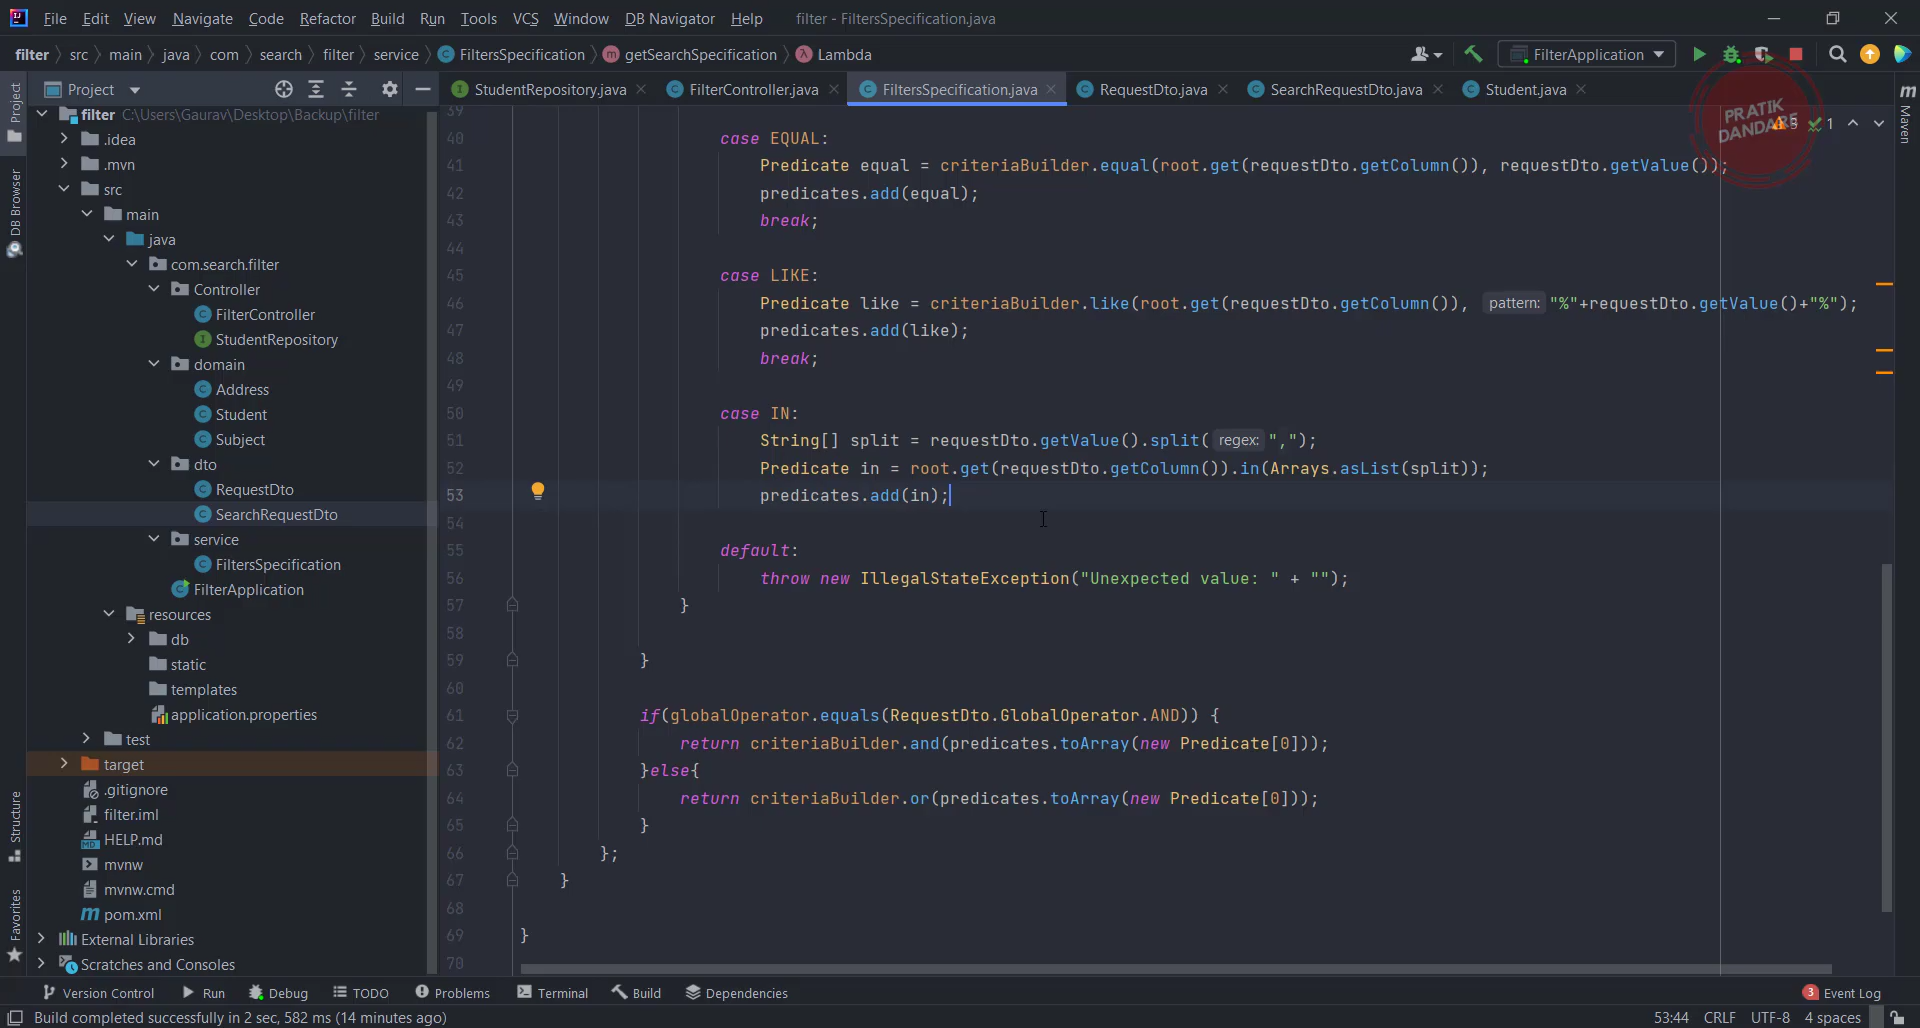 File Edit View Navigate Code Refactor Build Run Tools VCS Window DB Navigator Help filter - FiltersSpecification.java
filter src main java com search filter service FiltersSpecification getSearchSpecification Lambda FilterApplication
Project StudentRepository.java FilterController.java FiltersSpecification.java RequestDto.java SearchRequestDto.java Student.java
Project
DB Browser
Structure
Favorites
filter C:\Users\Gaurav\Desktop\Backup\filter
.idea
.mvn
src
main
java
com.search.filter
Controller
FilterController
StudentRepository
domain
Address
Student
Subject
dto
RequestDto
SearchRequestDto
service
FiltersSpecification
FilterApplication
resources
db
static
templates
application.properties
test
target
.gitignore
filter.iml
HELP.md
mvnw
mvnw.cmd
pom.xml
External Libraries
Scratches and Consoles
39
40 case EQUAL:
41 Predicate equal = criteriaBuilder.equal(root.get(requestDto.getColumn()), requestDto.getValue());
42 predicates.add(equal);
43 break;
44
45 case LIKE:
46 Predicate like = criteriaBuilder.like(root.get(requestDto.getColumn()), pattern: "%"+requestDto.getValue()+"%");
47 predicates.add(like);
48 break;
49
50 case IN:
51 String[] split = requestDto.getValue().split( regex: ",");
52 Predicate in = root.get(requestDto.getColumn()).in(Arrays.asList(split));
53 predicates.add(in);
54
55 default:
56 throw new IllegalStateException("Unexpected value: " + "");
57 }
58
59 }
60
61 if(globalOperator.equals(RequestDto.GlobalOperator.AND)) {
62 return criteriaBuilder.and(predicates.toArray(new Predicate[0]));
63 }else{
64 return criteriaBuilder.or(predicates.toArray(new Predicate[0]));
65 }
66 };
67 }
68
69 }
70
PRATIK
DANDARE
1
m Maven
Version Control Run Debug TODO Problems Terminal Build Dependencies 3 Event Log
Build completed successfully in 2 sec, 582 ms (14 minutes ago) 53:44 CRLF UTF-8 4 spaces